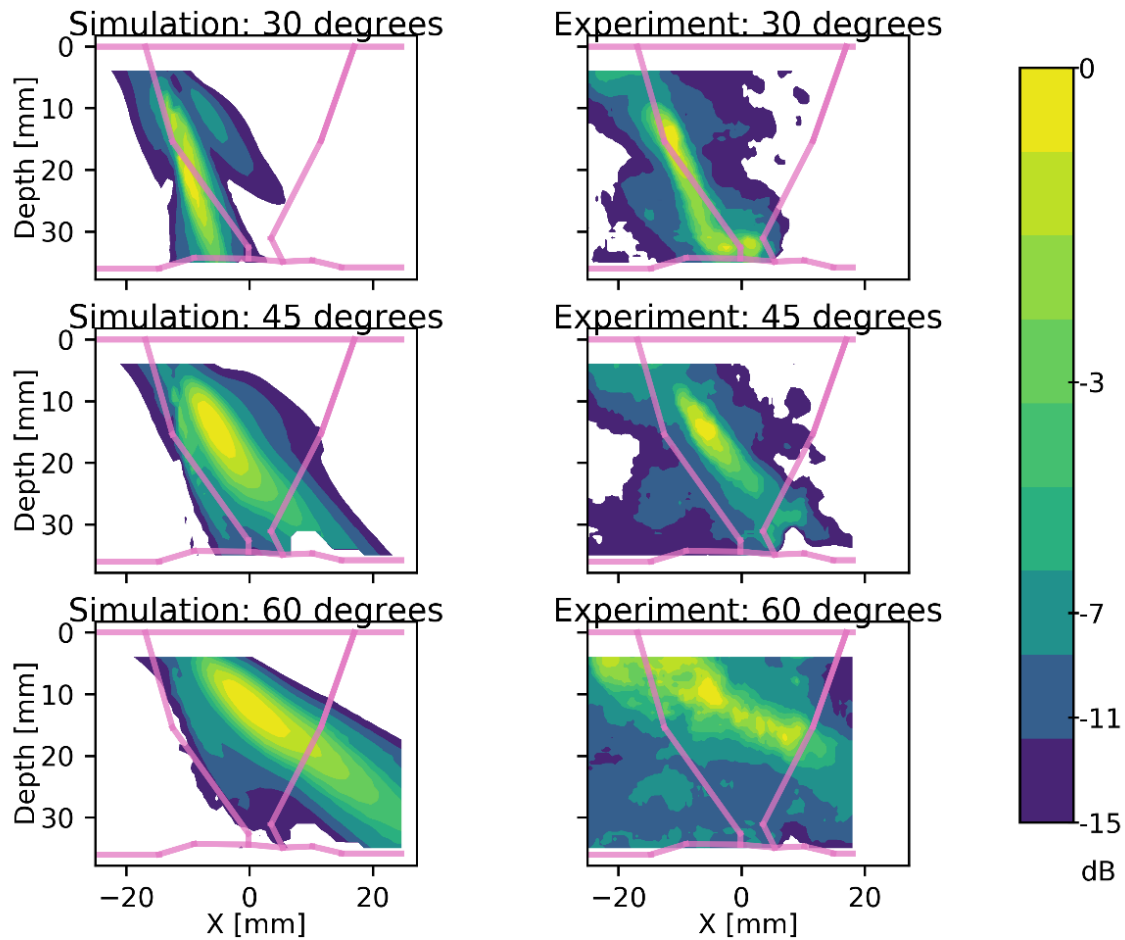 Simulation: 30 degrees
Experiment: 30 degrees
0
10
20
30
Depth [mm]
0
-3
-7
-11
-15
dB
Simulation: 45 degrees
Experiment: 45 degrees
0
10
20
30
Depth [mm]
Simulation: 60 degrees
Experiment: 60 degrees
0
10
20
30
Depth [mm]
−20 0 20
X [mm]
−20 0 20
X [mm]